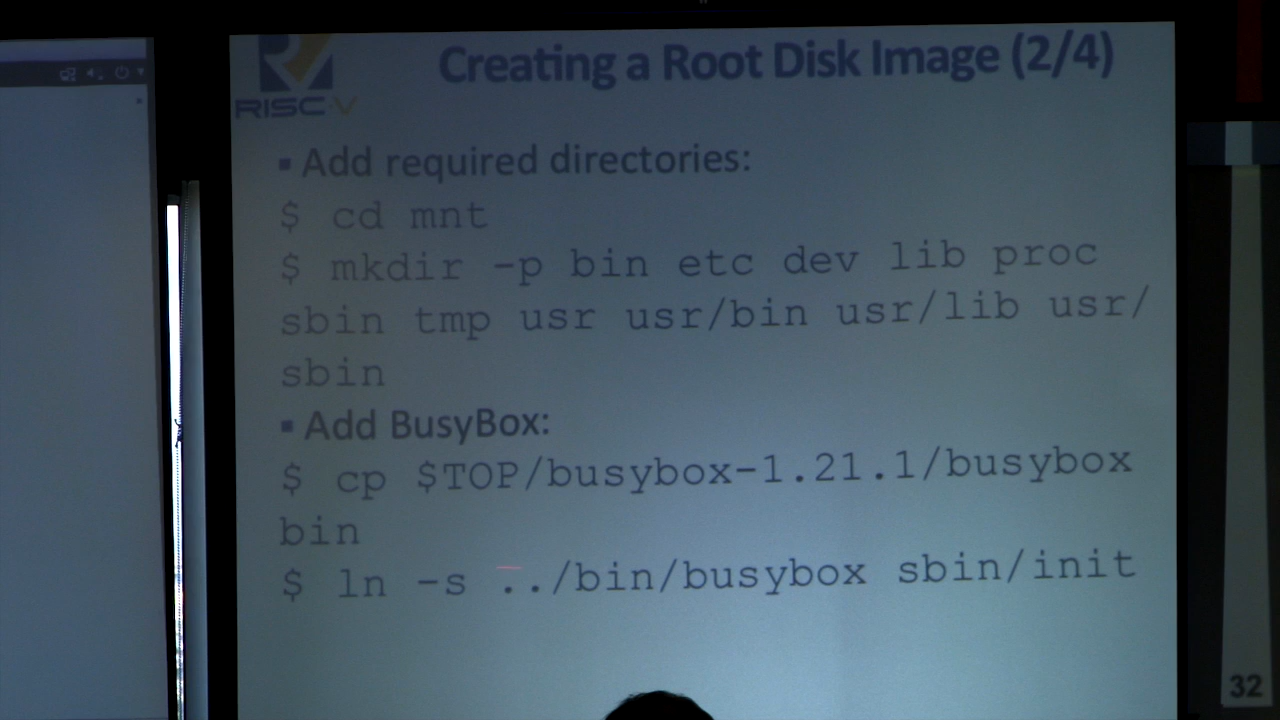 Creating a Root Disk Image (2/4)
RISC V
▪ Add required directories:
$ cd mnt
$ mkdir -p bin etc dev lib proc
sbin tmp usr usr/bin usr/lib usr/
sbin
▪ Add BusyBox:
$ cp $TOP/busybox-1.21.1/busybox
bin
$ ln -s ../bin/busybox sbin/init
32